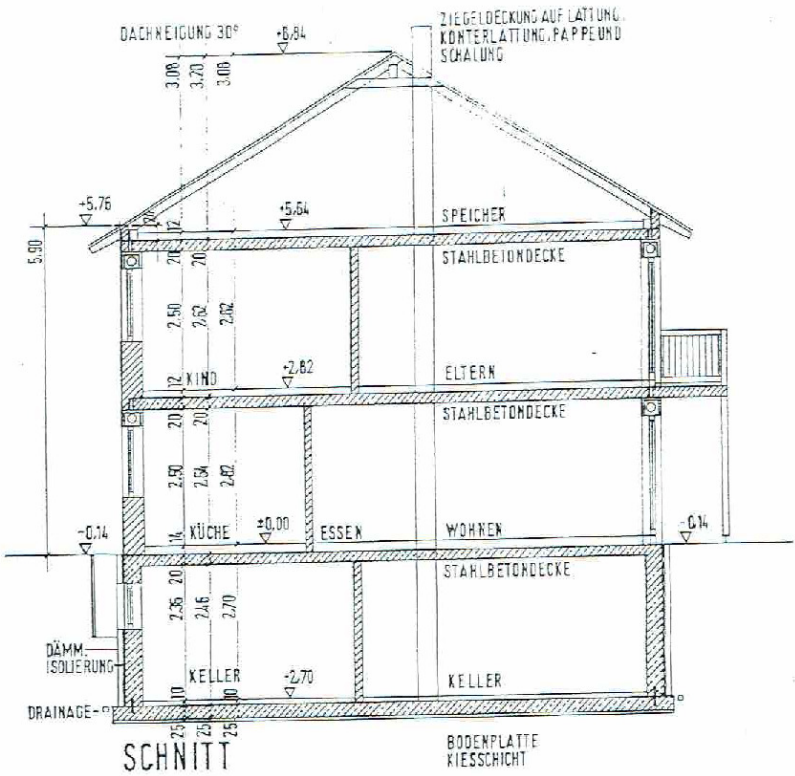 DACHNEIGUNG 30°
+8,84
ZIEGELDECKUNG AUF LATTUNG,
KONTERLATTUNG, PAPPE UND
SCHALUNG
3.08
3.20
3.08
+5,76
+5,64
SPEICHER
12
20
20
STAHLBETONDECKE
5.90
2.50
2.62
2.82
12
KIND
+2,82
ELTERN
20
20
STAHLBETONDECKE
2.50
2.64
2.82
-0,14
14
KÜCHE
±0,00
ESSEN
WOHNEN
-0,14
20
STAHLBETONDECKE
2.36
2.46
2.70
DÄMM.
ISOLIERUNG
KELLER
-2,70
KELLER
10
DRAINAGE
25
25
25
SCHNITT
BODENPLATTE
KIESSCHICHT